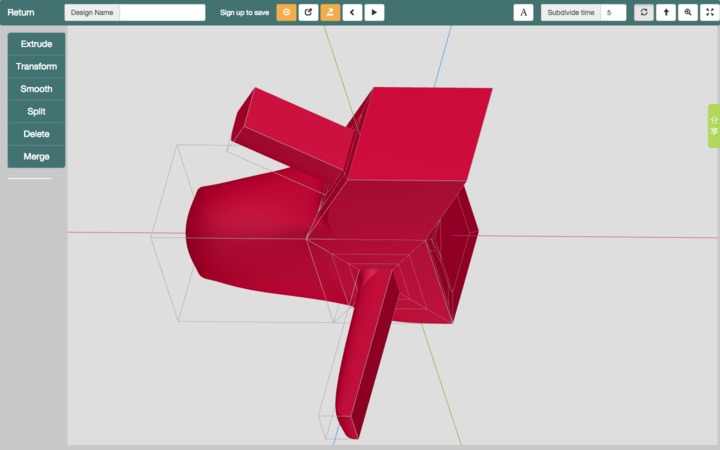 Return
Design Name
Sign up to save
A
Subdivide time 5
Extrude
Transform
Smooth
Split
Delete
Merge
分
享